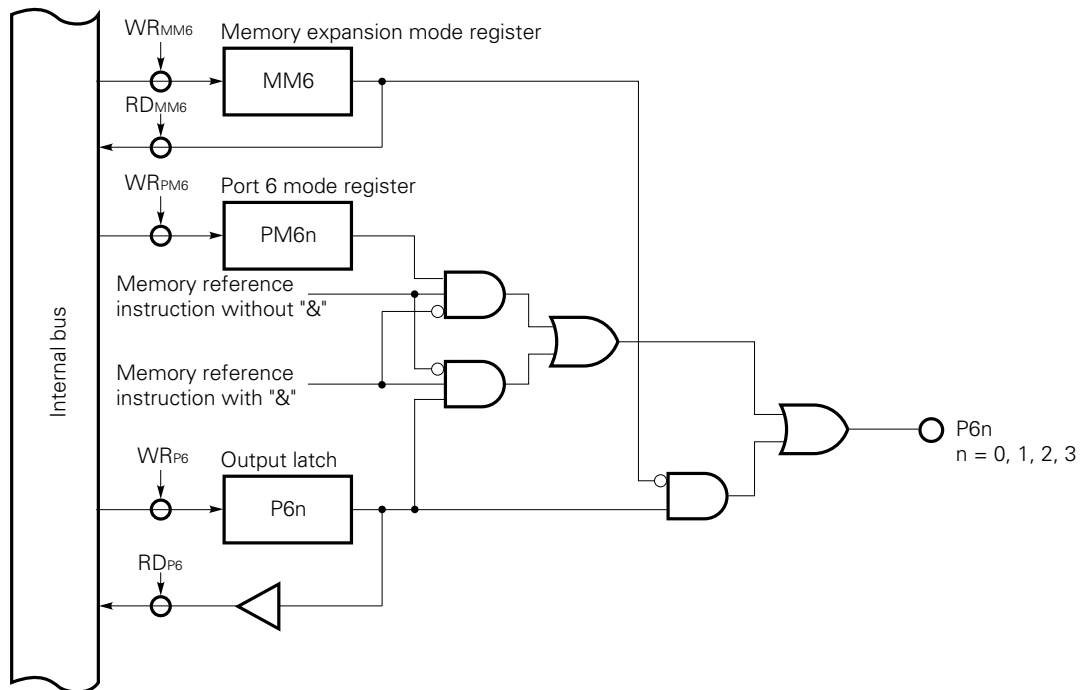 WRMM6
Memory expansion mode register
MM6
RDMM6
WRPM6
Port 6 mode register
PM6n
Memory reference
instruction without "&"
Memory reference
instruction with "&"
Internal bus
WRP6
Output latch
P6n
RDP6
P6n
n = 0, 1, 2, 3